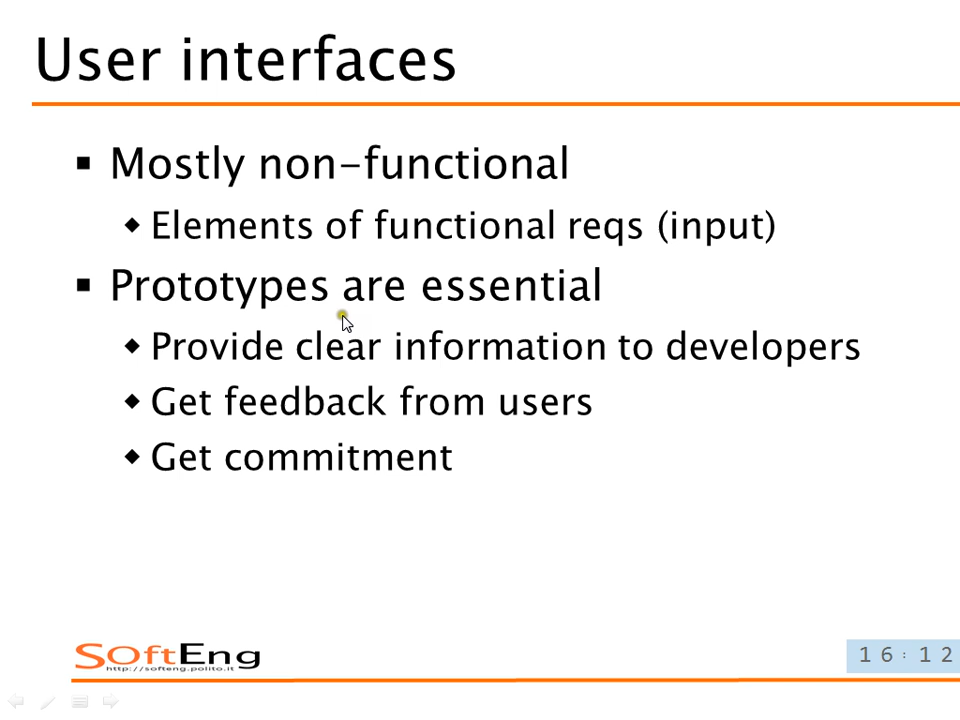 User interfaces
▪ Mostly non-functional
◆ Elements of functional reqs (input)
▪ Prototypes are essential
◆ Provide clear information to developers
◆ Get feedback from users
◆ Get commitment
SoftEng
http://softeng.polito.it
16:12